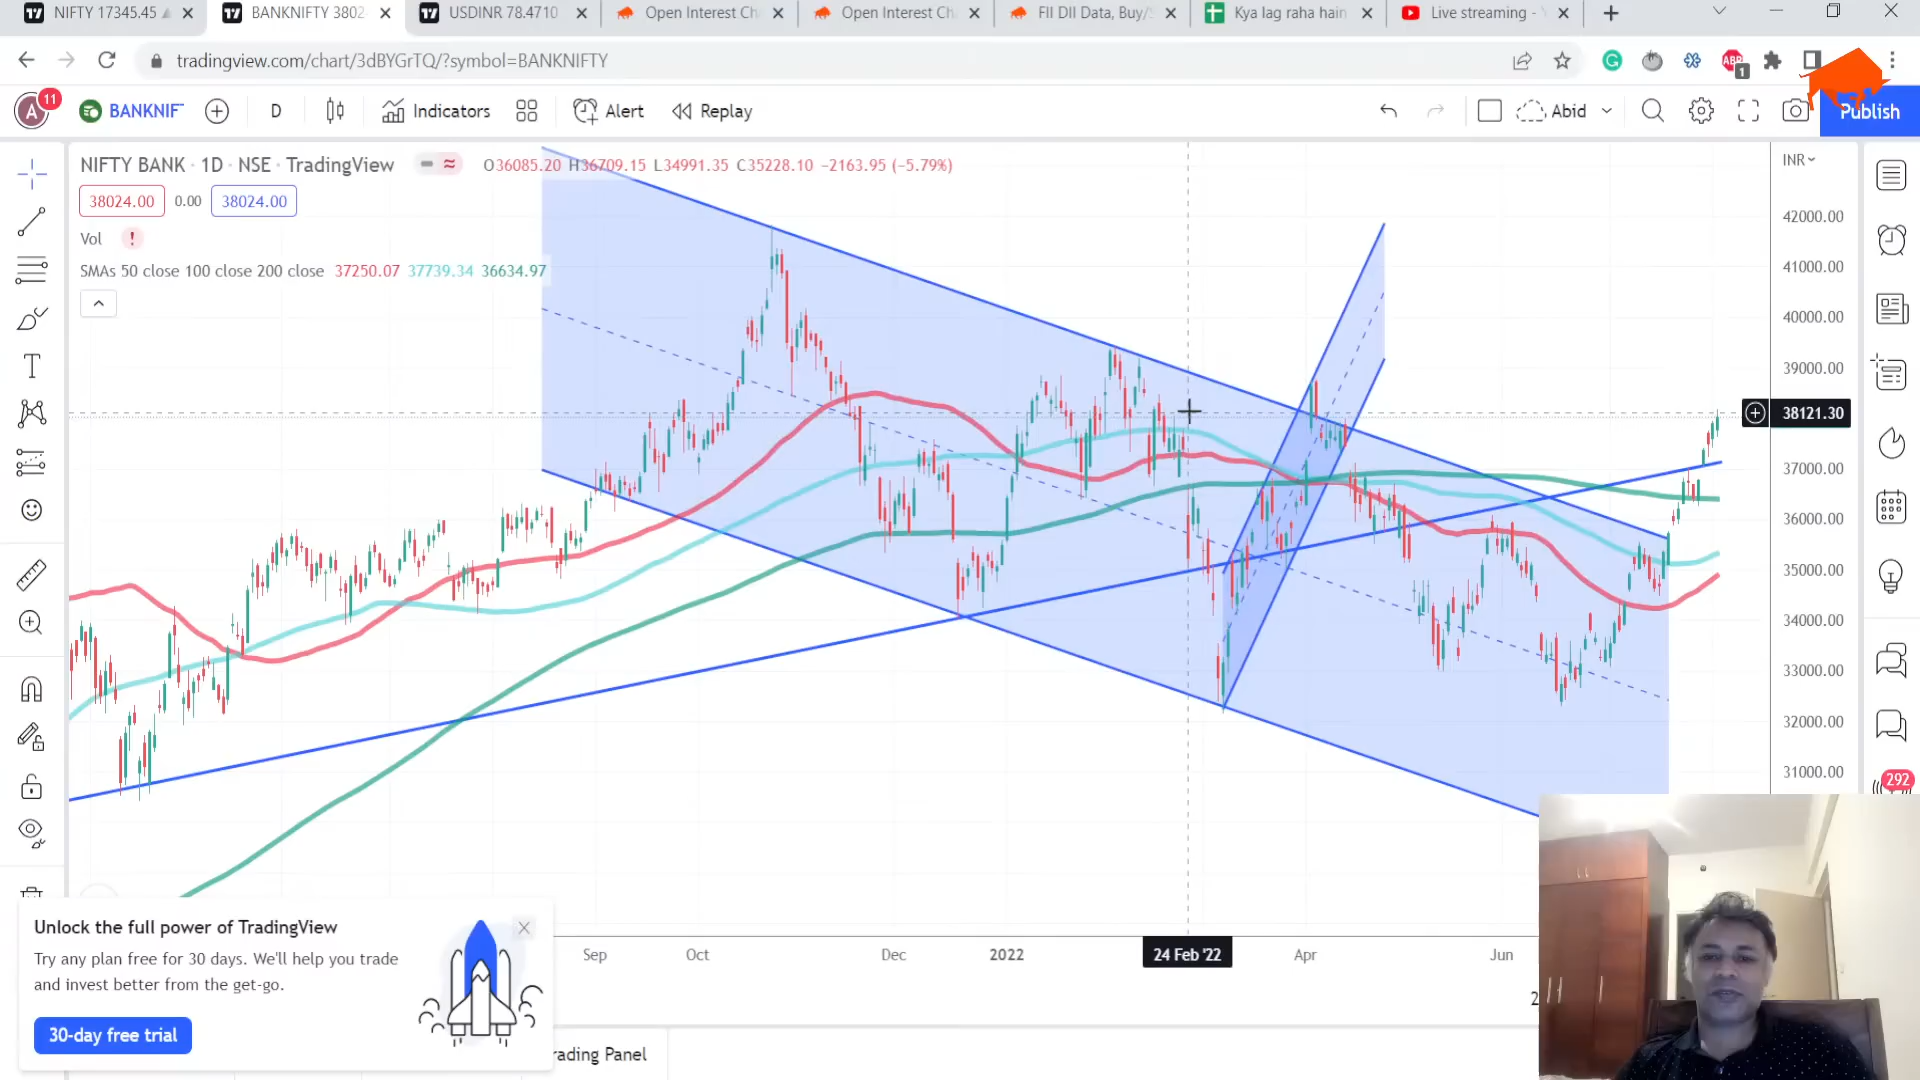 NIFTY 17345.45
BANKNIFTY 3802
USDINR 78.4710
Open Interest Ch
Open Interest Ch
FII DII Data, Buy/S
Kya lag raha hain
Live streaming -
tradingview.com/chart/3dBYGrTQ/?symbol=BANKNIFTY
ABP
1
A
11
BANKNIF
D
Indicators
Alert
Replay
Abid
Publish
NIFTY BANK · 1D · NSE · TradingView
O36085.20 H36709.15 L34991.35 C35228.10 −2163.95 (−5.79%)
INR
38024.00 0.00 38024.00
Vol !
SMAs 50 close 100 close 200 close 37250.07 37739.34 36634.97
42000.00
41000.00
40000.00
39000.00
38121.30
37000.00
36000.00
35000.00
34000.00
33000.00
32000.00
31000.00
292
Sep
Oct
Dec
2022
24 Feb '22
Apr
Jun
2
Unlock the full power of TradingView
Try any plan free for 30 days. We'll help you trade
and invest better from the get-go.
30-day free trial
rading Panel